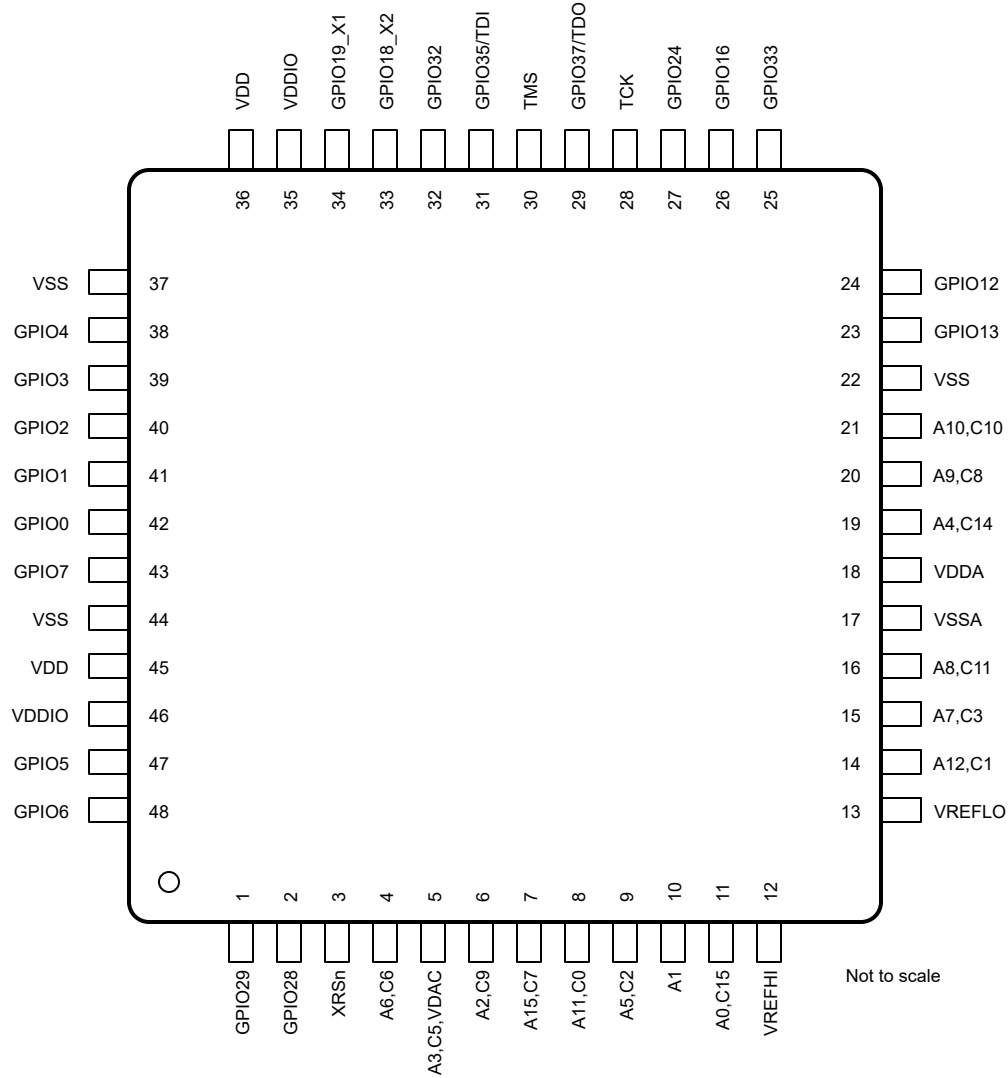 VDD
VDDIO
GPIO19_X1
GPIO18_X2
GPIO32
GPIO35/TDI
TMS
GPIO37/TDO
TCK
GPIO24
GPIO16
GPIO33
36
35
34
33
32
31
30
29
28
27
26
25
VSS 37
GPIO4 38
GPIO3 39
GPIO2 40
GPIO1 41
GPIO0 42
GPIO7 43
VSS 44
VDD 45
VDDIO 46
GPIO5 47
GPIO6 48
24 GPIO12
23 GPIO13
22 VSS
21 A10,C10
20 A9,C8
19 A4,C14
18 VDDA
17 VSSA
16 A8,C11
15 A7,C3
14 A12,C1
13 VREFLO
1
2
3
4
5
6
7
8
9
10
11
12
GPIO29
GPIO28
XRSn
A6,C6
A3,C5,VDAC
A2,C9
A15,C7
A11,C0
A5,C2
A1
A0,C15
VREFHI
Not to scale